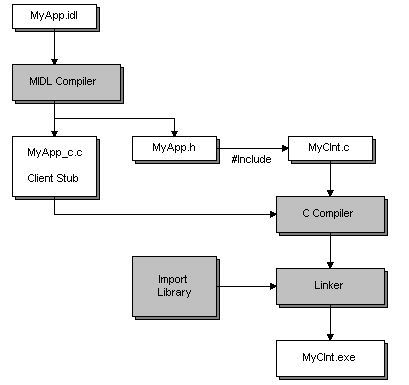 MyApp.idl
MIDL Compiler
MyApp_c.c
Client Stub
MyApp.h
#Include
MyClnt.c
C Compiler
Import
Library
Linker
MyClnt.exe